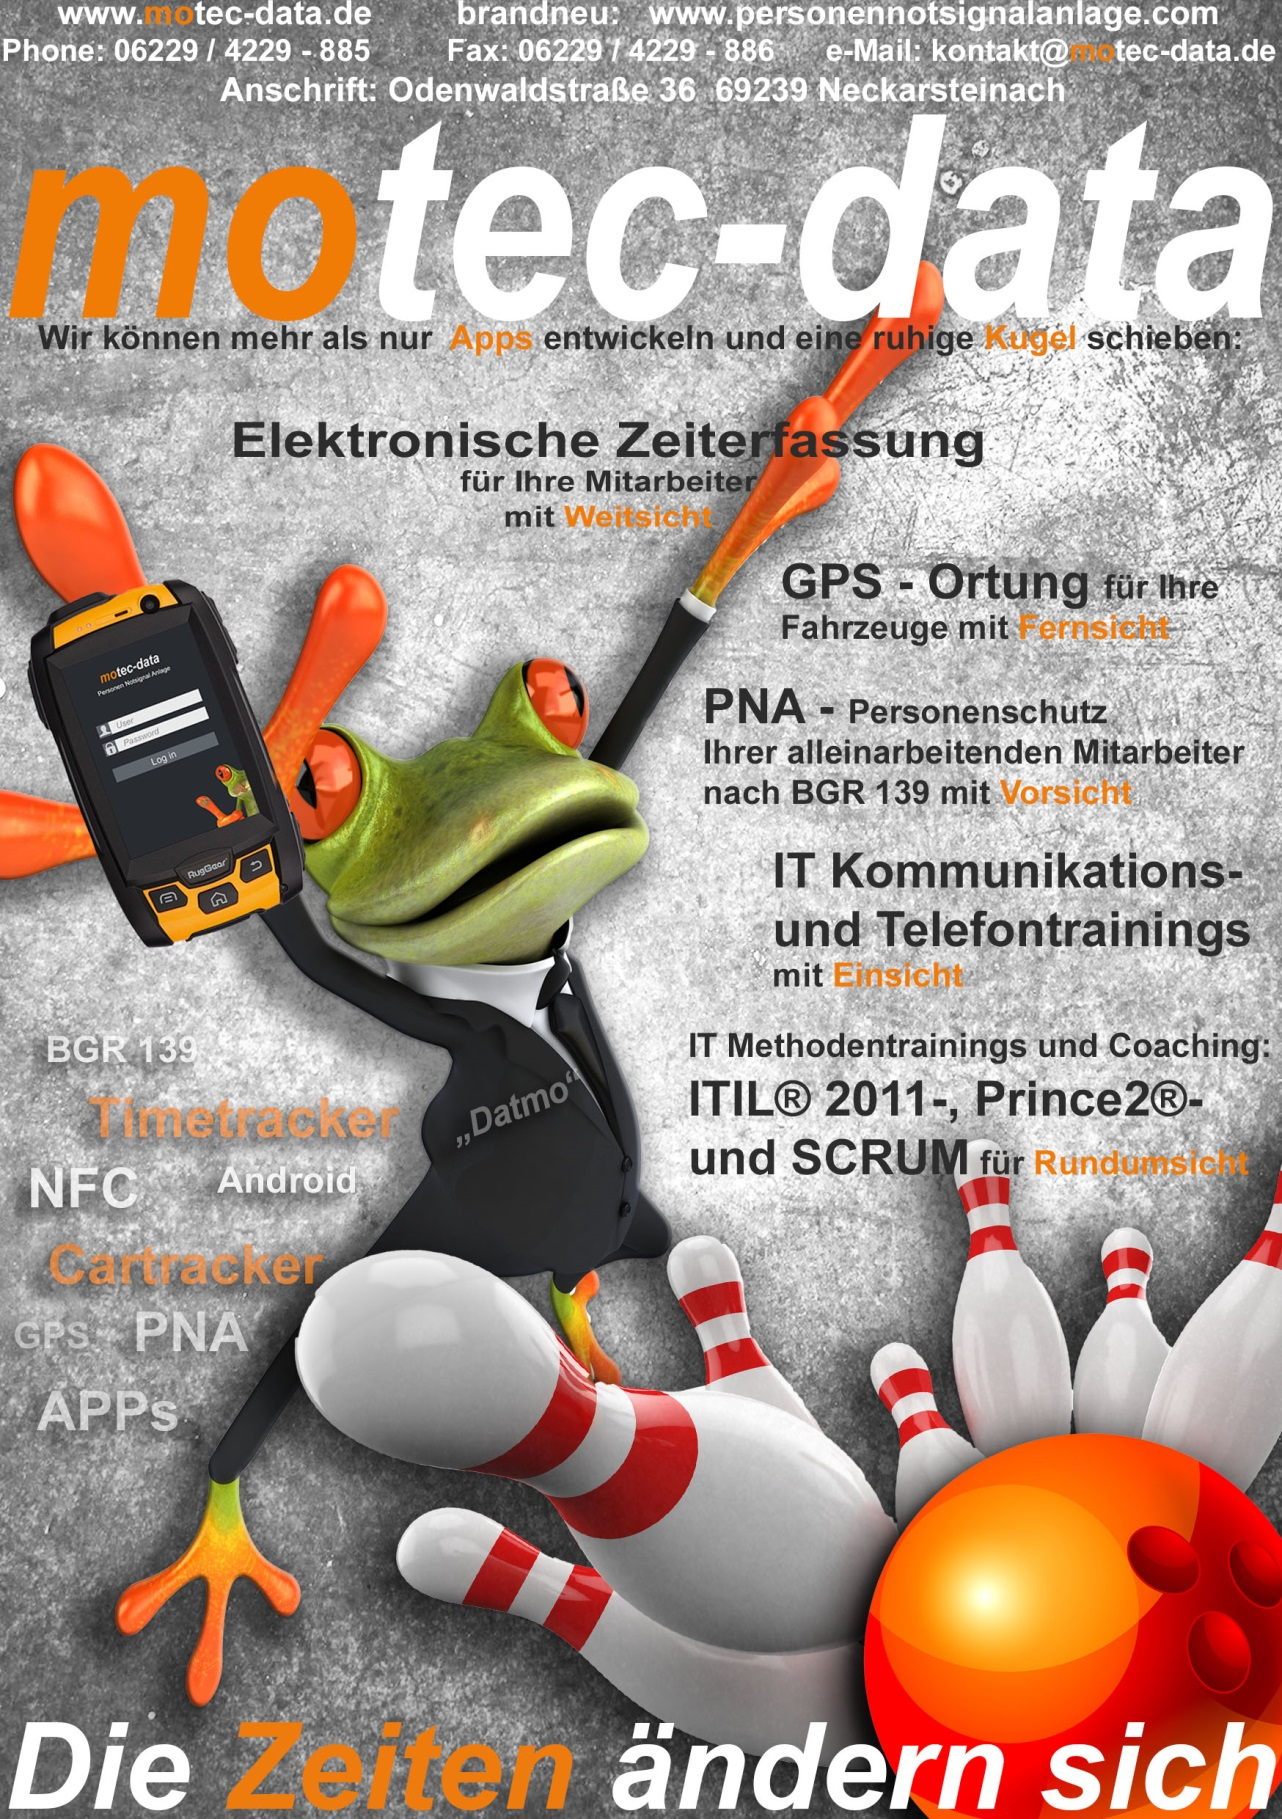 www.motec-data.de brandneu: www.personennotsignalanlage.com
Phone: 06229 / 4229 - 885 Fax: 06229 / 4229 - 886 e-Mail: kontakt@motec-data.de
Anschrift: Odenwaldstraße 36 69239 Neckarsteinach
motec-data
Wir können mehr als nur Apps entwickeln und eine ruhige Kugel schieben:
Elektronische Zeiterfassung
für Ihre Mitarbeiter
mit Weitsicht
GPS - Ortung für Ihre
Fahrzeuge mit Fernsicht
motec-data
Personen Notsignal Anlage
User
Password
Log in
RugGear
PNA - Personenschutz
Ihrer alleinarbeitenden Mitarbeiter
nach BGR 139 mit Vorsicht
IT Kommunikations-
und Telefontrainings
mit Einsicht
IT Methodentrainings und Coaching:
ITIL® 2011-, Prince2®-
und SCRUM für Rundumsicht
„Datmo“
BGR 139
Timetracker
NFC Android
Cartracker
GPS PNA
APPs
Die Zeiten ändern sich